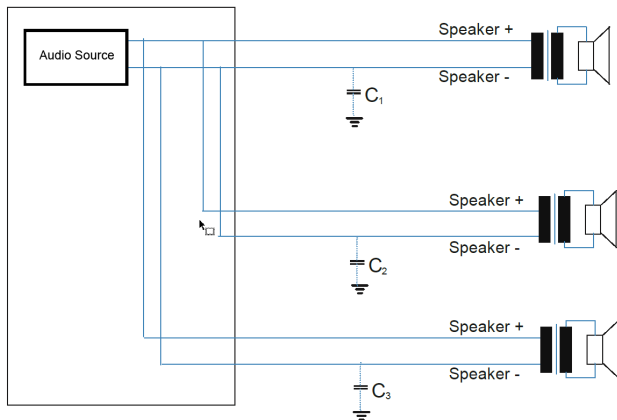 Speaker +
Audio Source
Speaker -
C₁
Speaker +
Speaker -
C₂
Speaker +
Speaker -
C₃